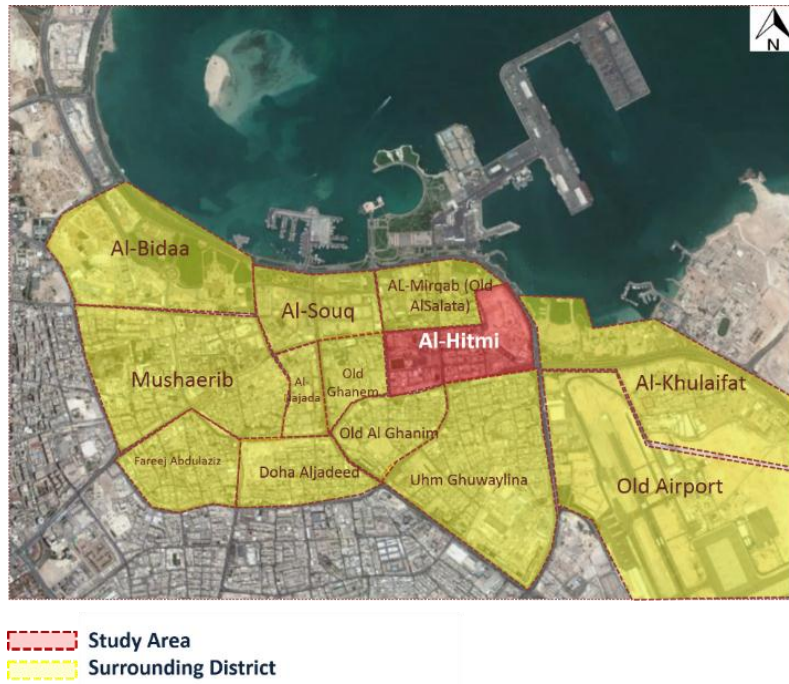 N
Al-Bidaa
AL-Mirqab (Old
AlSalata)
Al-Souq
Al-Hitmi
Old
Ghanem
Mushaerib
Al-
Najada
Al-Khulaifat
Old Al Ghanim
Fareej Abdulaziz
Doha Aljadeed
Uhm Ghuwaylina
Old Airport
Study Area
Surrounding District